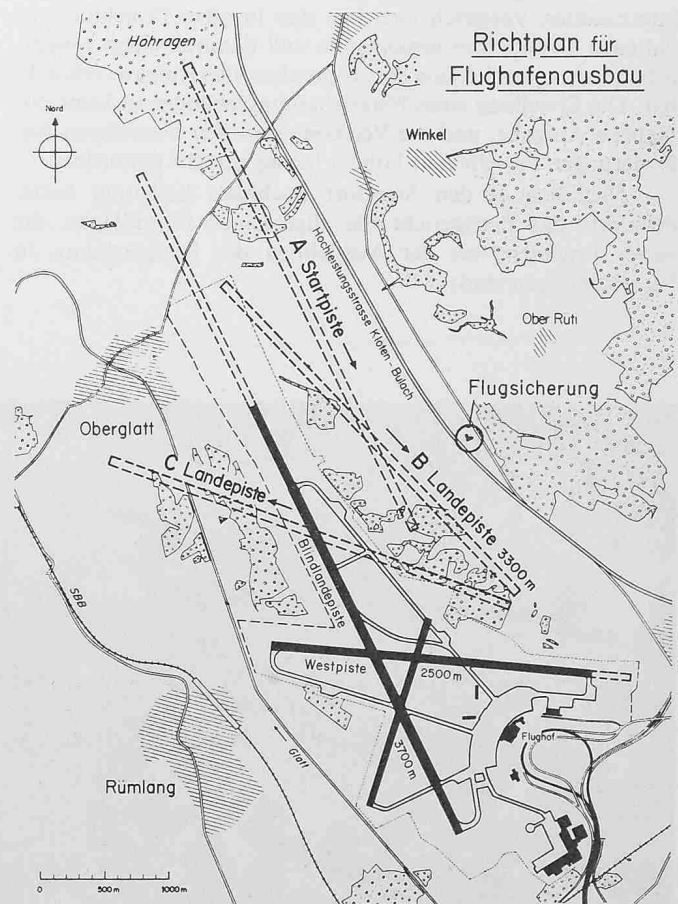 Richtplan für
Flughafenausbau
Hohragen
Nord
Winkel
A Startpiste
Hochleistungsstrasse Kloten - Bülach
Ober Rüti
Flugsicherung
Oberglatt
B Landepiste 3300 m
C Landepiste
Blindlandepiste
SBB
Westpiste
2500 m
Flughof
Glatt
3700 m
Rümlang
0 500 m 1000 m